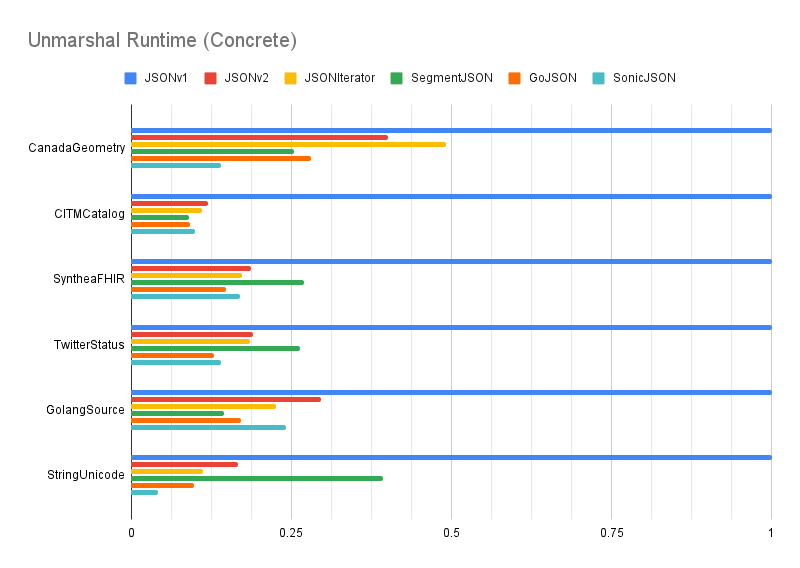 Unmarshal Runtime (Concrete)
JSONv1 JSONv2 JSONIterator SegmentJSON GoJSON SonicJSON
CanadaGeometry
CITMCatalog
SyntheaFHIR
TwitterStatus
GolangSource
StringUnicode
0 0.25 0.5 0.75 1